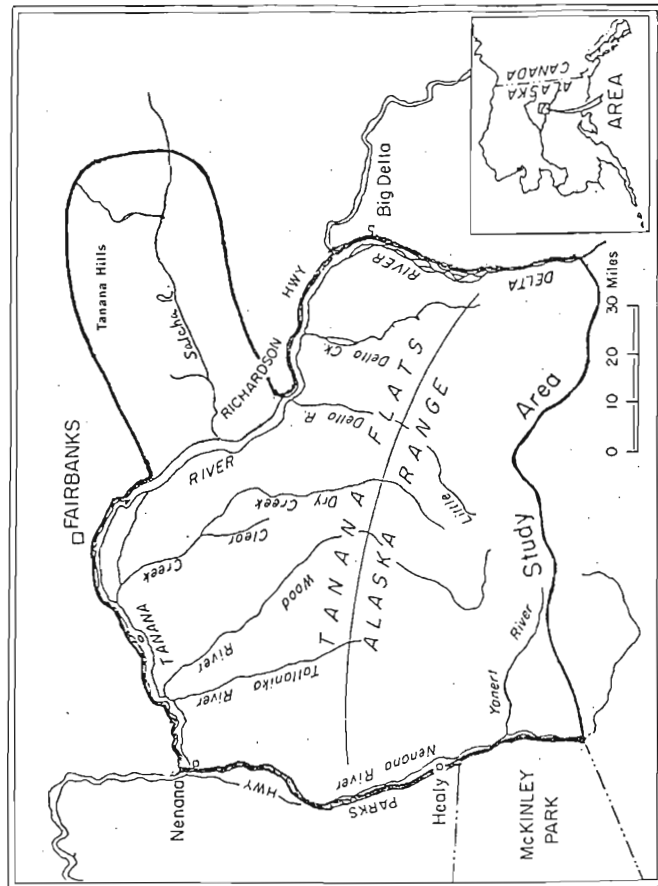 FAIRBANKS
Tanana Hills
Salcha R.
RICHARDSON
HWY
RIVER
TANANA
Nenana
HWY
PARKS
Nenana River
Healy
McKINLEY
PARK
Creek
Clear
Dry
Creek
Wood
River
Tatlanika
River
Little
Delta R.
Delta Ck.
TANANA FLATS
ALASKA RANGE
Big Delta
DELTA
RIVER
Yanert
River
Study Area
0 10 20 30 Miles
ALASKA
CANADA
AREA